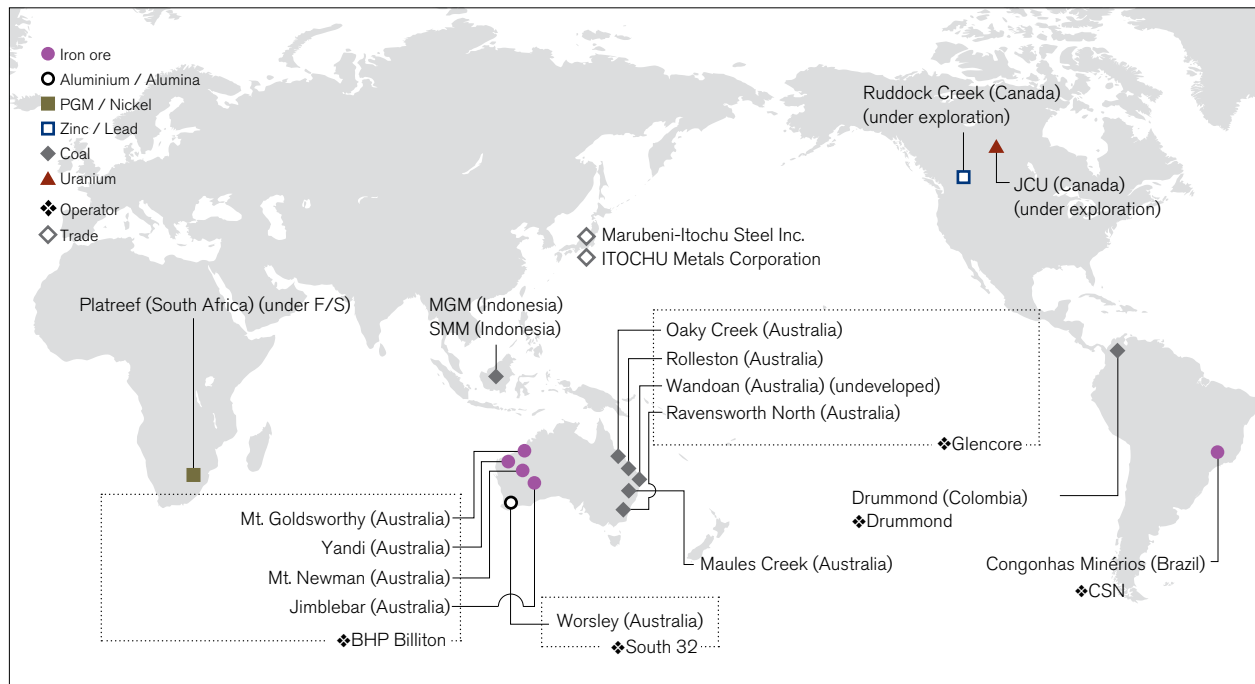 Iron ore
Aluminium / Alumina
PGM / Nickel
Zinc / Lead
Coal
Uranium
Operator
Trade
Ruddock Creek (Canada)
(under exploration)
JCU (Canada)
(under exploration)
Marubeni-Itochu Steel Inc.
ITOCHU Metals Corporation
Platreef (South Africa) (under F/S)
MGM (Indonesia)
SMM (Indonesia)
Oaky Creek (Australia)
Rolleston (Australia)
Wandoan (Australia) (undeveloped)
Ravensworth North (Australia)
❖Glencore
Drummond (Colombia)
❖Drummond
Mt. Goldsworthy (Australia)
Yandi (Australia)
Mt. Newman (Australia)
Jimblebar (Australia)
❖BHP Billiton
Worsley (Australia)
❖South 32
Maules Creek (Australia)
Congonhas Minérios (Brazil)
❖CSN